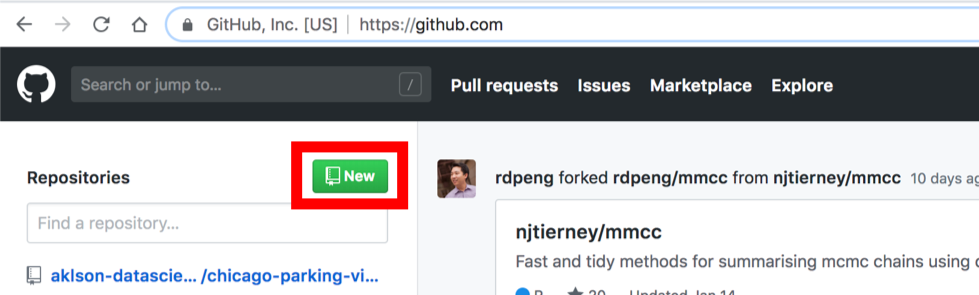 GitHub, Inc. [US] https://github.com
Search or jump to... / Pull requests Issues Marketplace Explore
Repositories New
rdpeng forked rdpeng/mmcc from njtierney/mmcc 10 days ag
Find a repository...
njtierney/mmcc
Fast and tidy methods for summarising mcmc chains using
aklson-datascie... /chicago-parking-vi...
R 20 Updated Jan 14